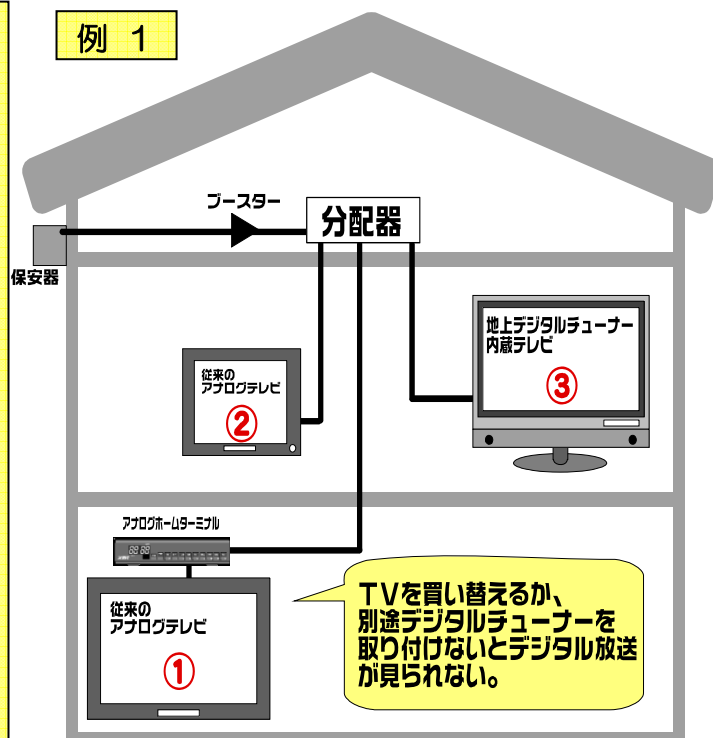 例 1
ブースター
分配器
保安器
地上デジタルチューナー
内蔵テレビ
③
従来の
アナログテレビ
②
アナログホームターミナル
88 88
従来の
アナログテレビ
①
TVを買い替えるか、
別途デジタルチューナーを
取り付けないとデジタル放送
が見られない。